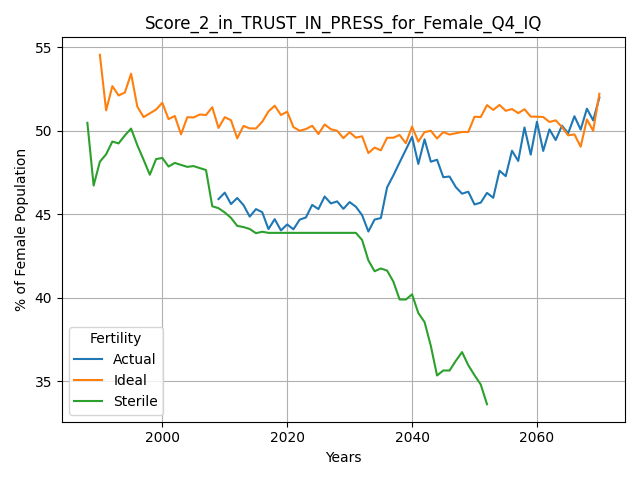 Score_2_in_TRUST_IN_PRESS_for_Female_Q4_IQ
% of Female Population
55
50
45
40
35
Fertility
Actual
Ideal
Sterile
2000 2020 2040 2060
Years